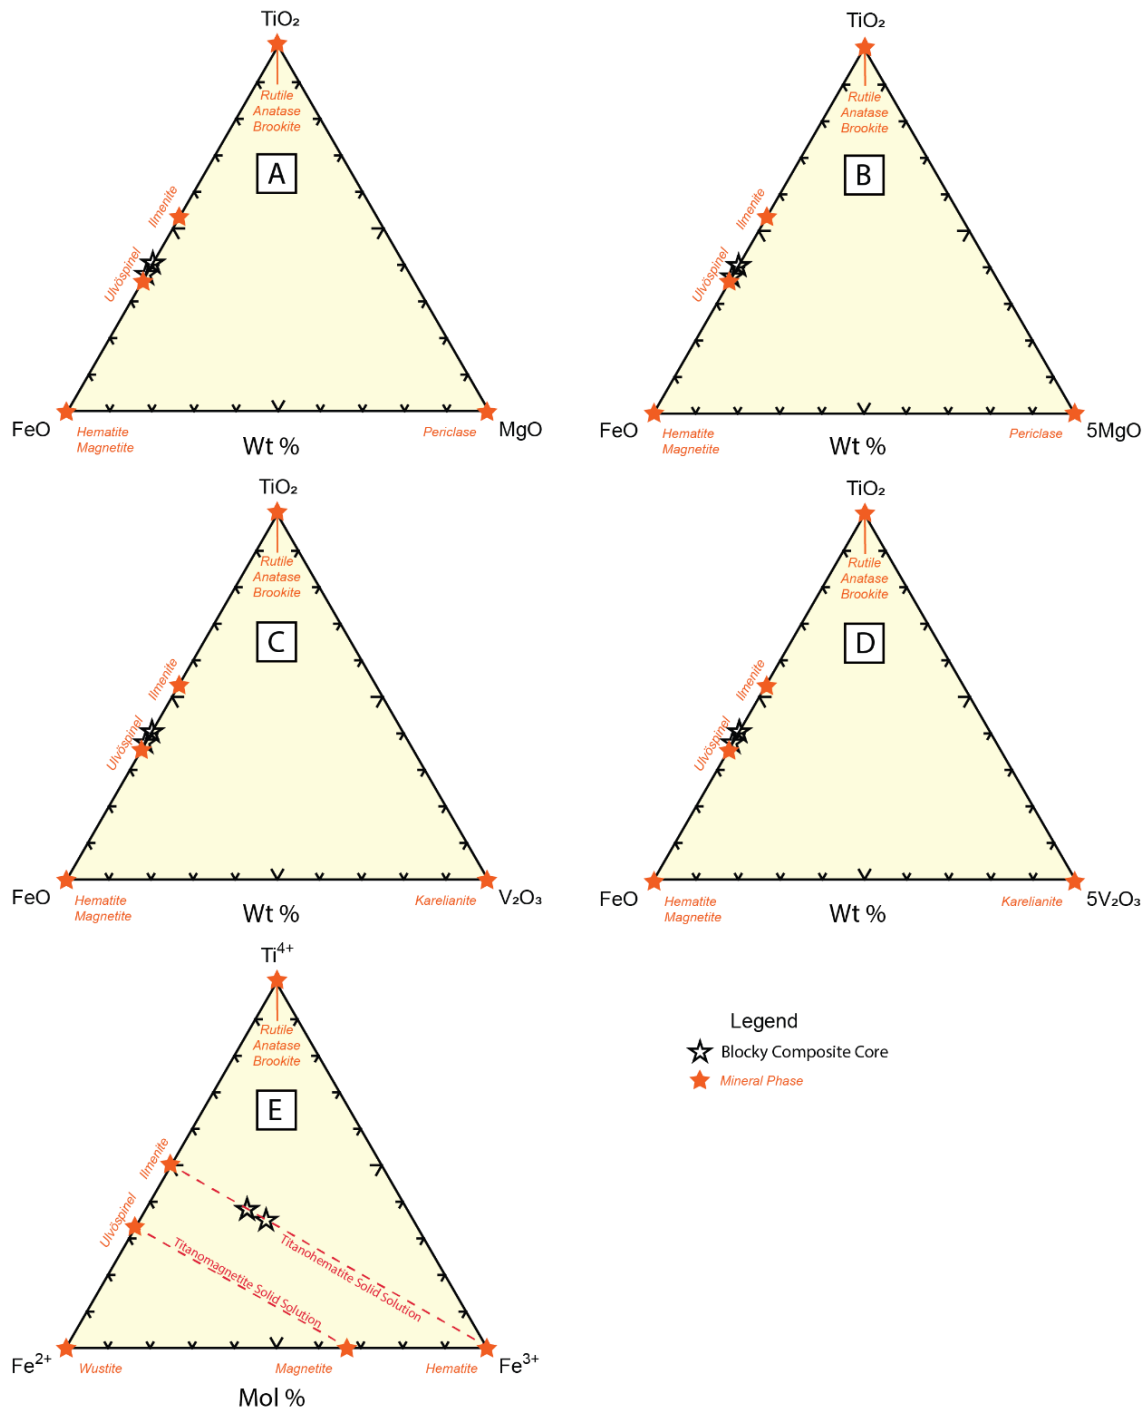 TiO₂
Rutile
Anatase
Brookite
A
Ilmenite
Ulvöspinel
FeO
Hematite
Magnetite
Wt %
Periclase
MgO
TiO₂
Rutile
Anatase
Brookite
B
Ilmenite
Ulvöspinel
FeO
Hematite
Magnetite
Wt %
Periclase
5MgO
TiO₂
Rutile
Anatase
Brookite
C
Ilmenite
Ulvöspinel
FeO
Hematite
Magnetite
Wt %
Karelianite
V₂O₃
TiO₂
Rutile
Anatase
Brookite
D
Ilmenite
Ulvöspinel
FeO
Hematite
Magnetite
Wt %
Karelianite
5V₂O₃
Ti⁴⁺
Rutile
Anatase
Brookite
E
Ilmenite
Ulvöspinel
Titanomagnetite Solid Solution
Titanohematite Solid Solution
Fe²⁺
Wustite
Magnetite
Hematite
Fe³⁺
Mol %
Legend
Blocky Composite Core
Mineral Phase